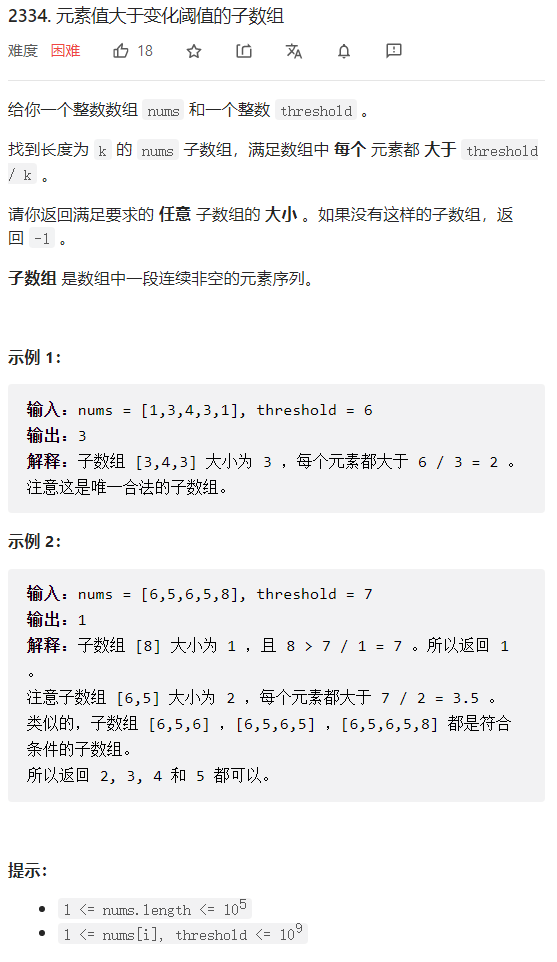 2334. 元素值大于变化阈值的子数组
难度 困难 18
给你一个整数数组 nums 和一个整数 threshold 。
找到长度为 k 的 nums 子数组，满足数组中 每个 元素都 大于 threshold
/ k 。
请你返回满足要求的 任意 子数组的 大小 。如果没有这样的子数组，返
回 -1 。
子数组 是数组中一段连续非空的元素序列。
示例 1：
输入：nums = [1,3,4,3,1], threshold = 6
输出：3
解释：子数组 [3,4,3] 大小为 3 ，每个元素都大于 6 / 3 = 2 。
注意这是唯一合法的子数组。
示例 2：
输入：nums = [6,5,6,5,8], threshold = 7
输出：1
解释：子数组 [8] 大小为 1 ，且 8 > 7 / 1 = 7 。所以返回 1
。
注意子数组 [6,5] 大小为 2 ，每个元素都大于 7 / 2 = 3.5 。
类似的，子数组 [6,5,6] ，[6,5,6,5] ，[6,5,6,5,8] 都是符合
条件的子数组。
所以返回 2, 3, 4 和 5 都可以。
提示：
1 <= nums.length <= 10^5
1 <= nums[i], threshold <= 10^9